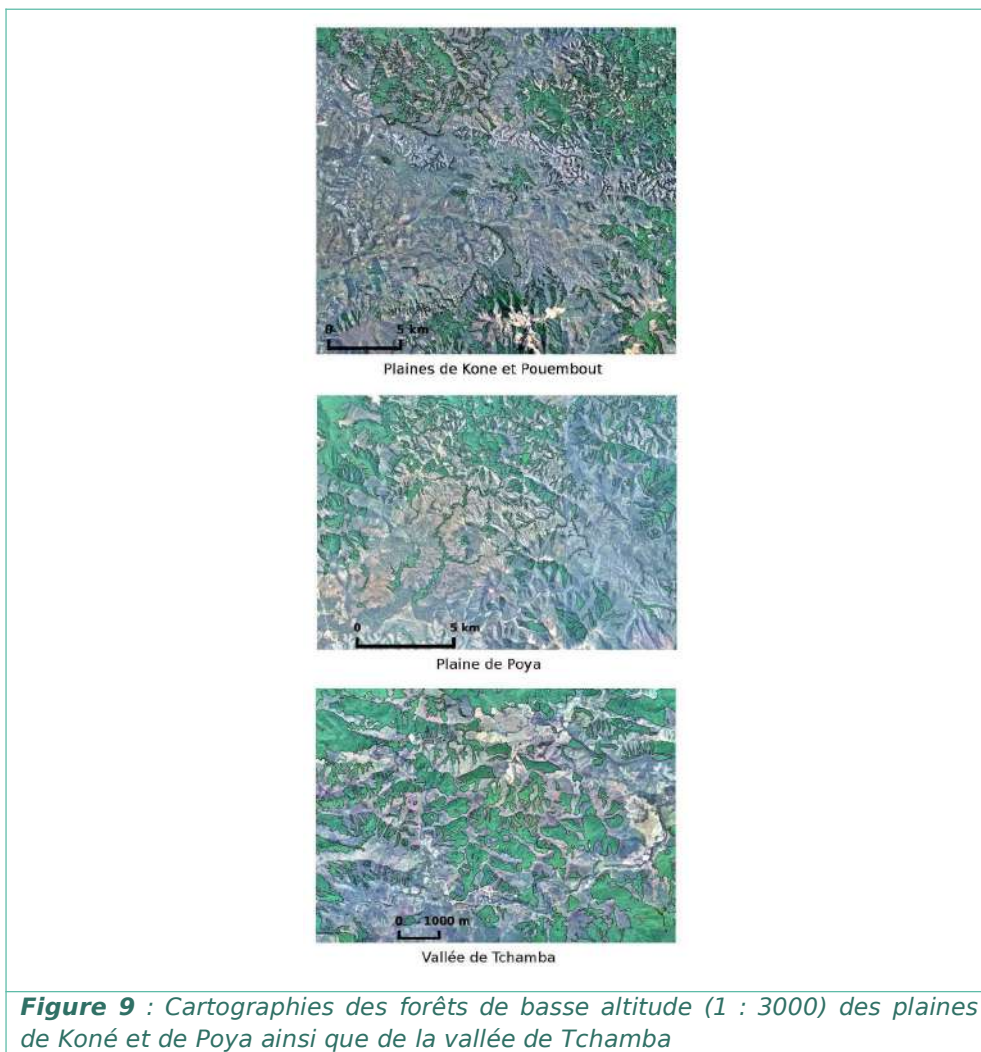 0 5 km
Plaines de Kone et Pouembout
0 5 km
Plaine de Poya
0 1000 m
Vallée de Tchamba
Figure 9 : Cartographies des forêts de basse altitude (1 : 3000) des plaines
de Koné et de Poya ainsi que de la vallée de Tchamba